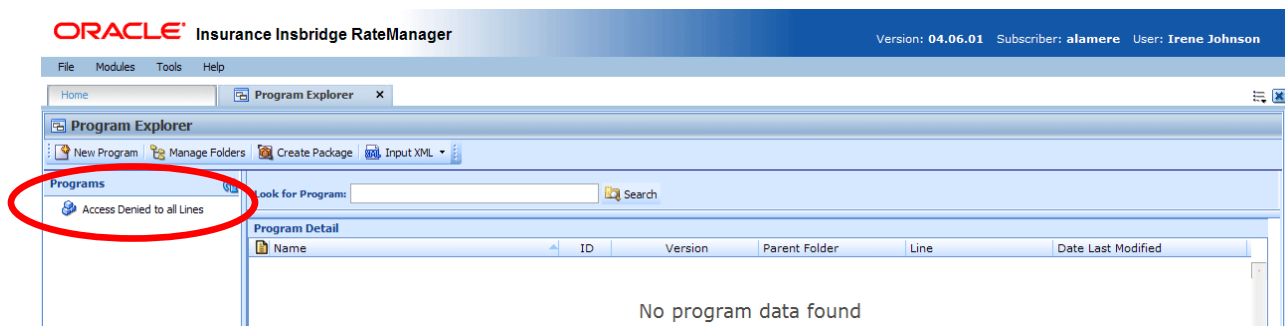 ORACLE® Insurance Insbridge RateManager
Version: 04.06.01 Subscriber: alamere User: Irene Johnson
File Modules Tools Help
Home Program Explorer x
Program Explorer
New Program Manage Folders Create Package Input XML
Programs
Access Denied to all Lines
Look for Program: Search
Program Detail
Name ID Version Parent Folder Line Date Last Modified
No program data found